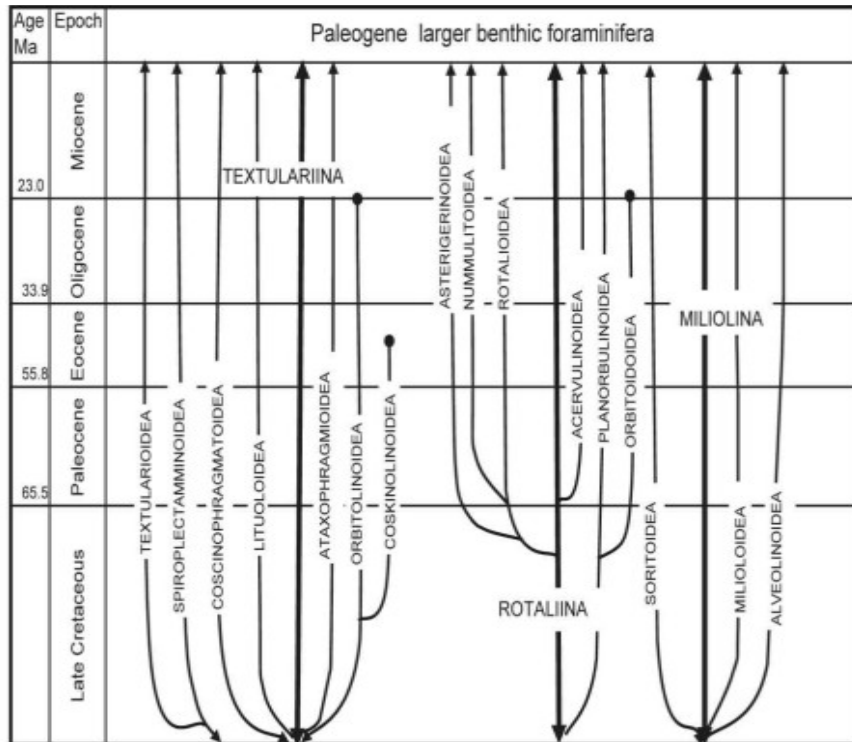 Age Ma
Epoch
Paleogene larger benthic foraminifera
Miocene
23.0
Oligocene
33.9
Eocene
55.8
Paleocene
65.5
Late Cretaceous
TEXTULARIOIDEA
SPIROPLECTAMMINOIDEA
COSCINOPHRAGMATOIDEA
LITUOLOIDEA
TEXTULARIINA
ATAXOPHRAGMIOIDEA
ORBITOLINOIDEA
COSKINOLINOIDEA
ASTERIGERINOIDEA
NUMMULITOIDEA
ROTALIOIDEA
ROTALIINA
ACERVULINOIDEA
PLANORBULINOIDEA
ORBITOIDOIDEA
SORITOIDEA
MILIOLINA
MILIOLOIDEA
ALVEOLINOIDEA